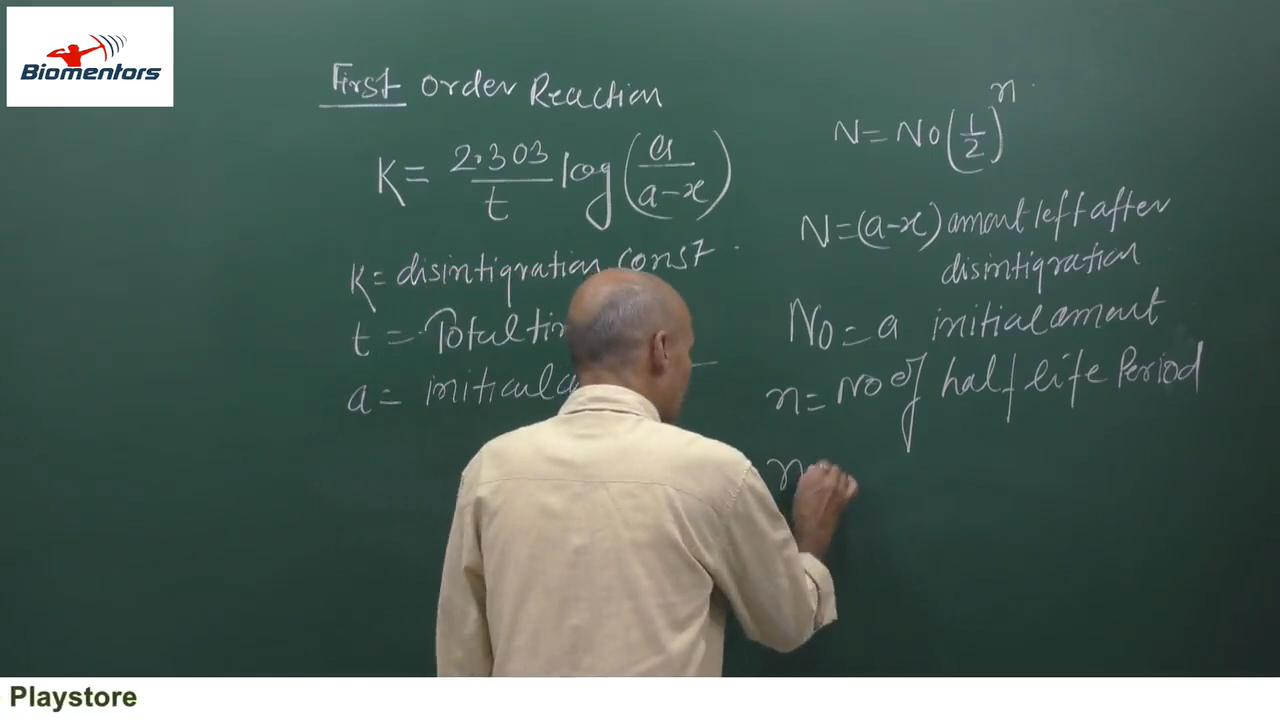 Biomentors
First Order Reaction
K = 2.303/t log (a/a-x)
K = disintigration const.
t = Total
a = initial
N = No (1/2)^n
N = (a-x) amount left after
disintigration
No = a initial amount
n = No of half life Period
n
Playstore